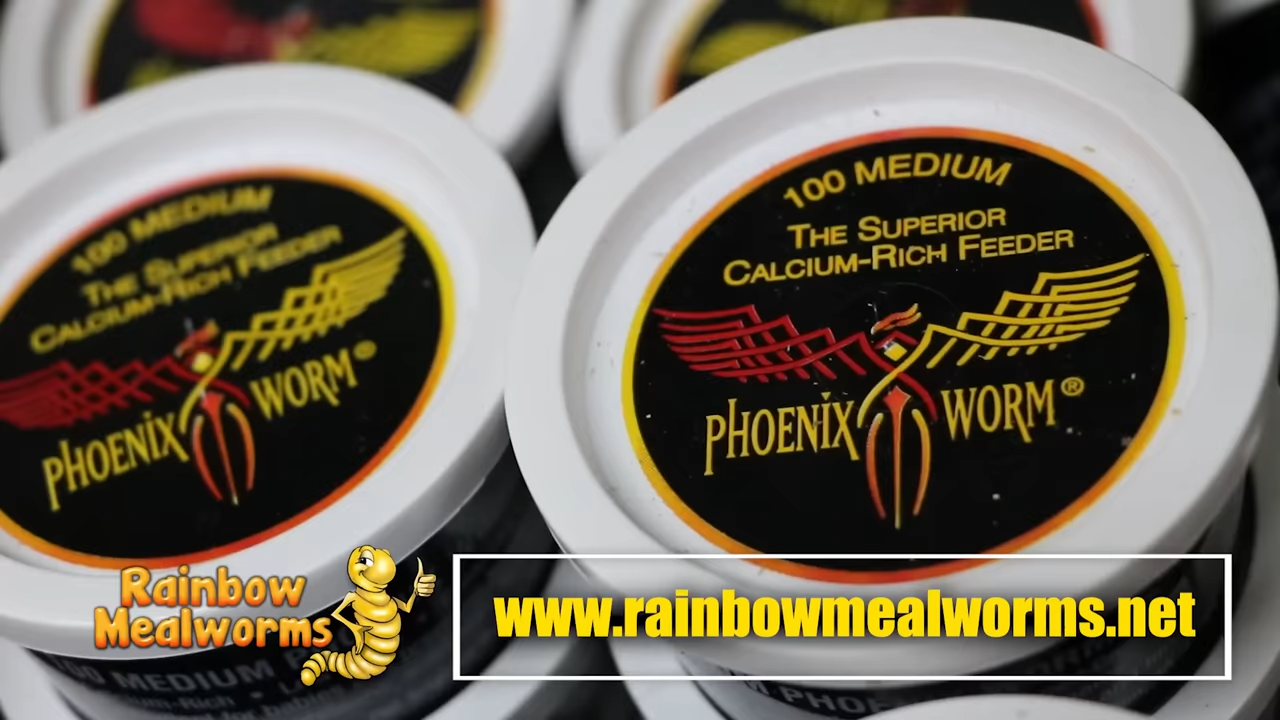 100 MEDIUM
THE SUPERIOR
CALCIUM-RICH FEEDER
PHOENIX WORM®
100 MEDIUM
THE SUPERIOR
CALCIUM-RICH FEEDER
PHOENIX WORM®
Rainbow
Mealworms
www.rainbowmealworms.net
100 MEDIUM